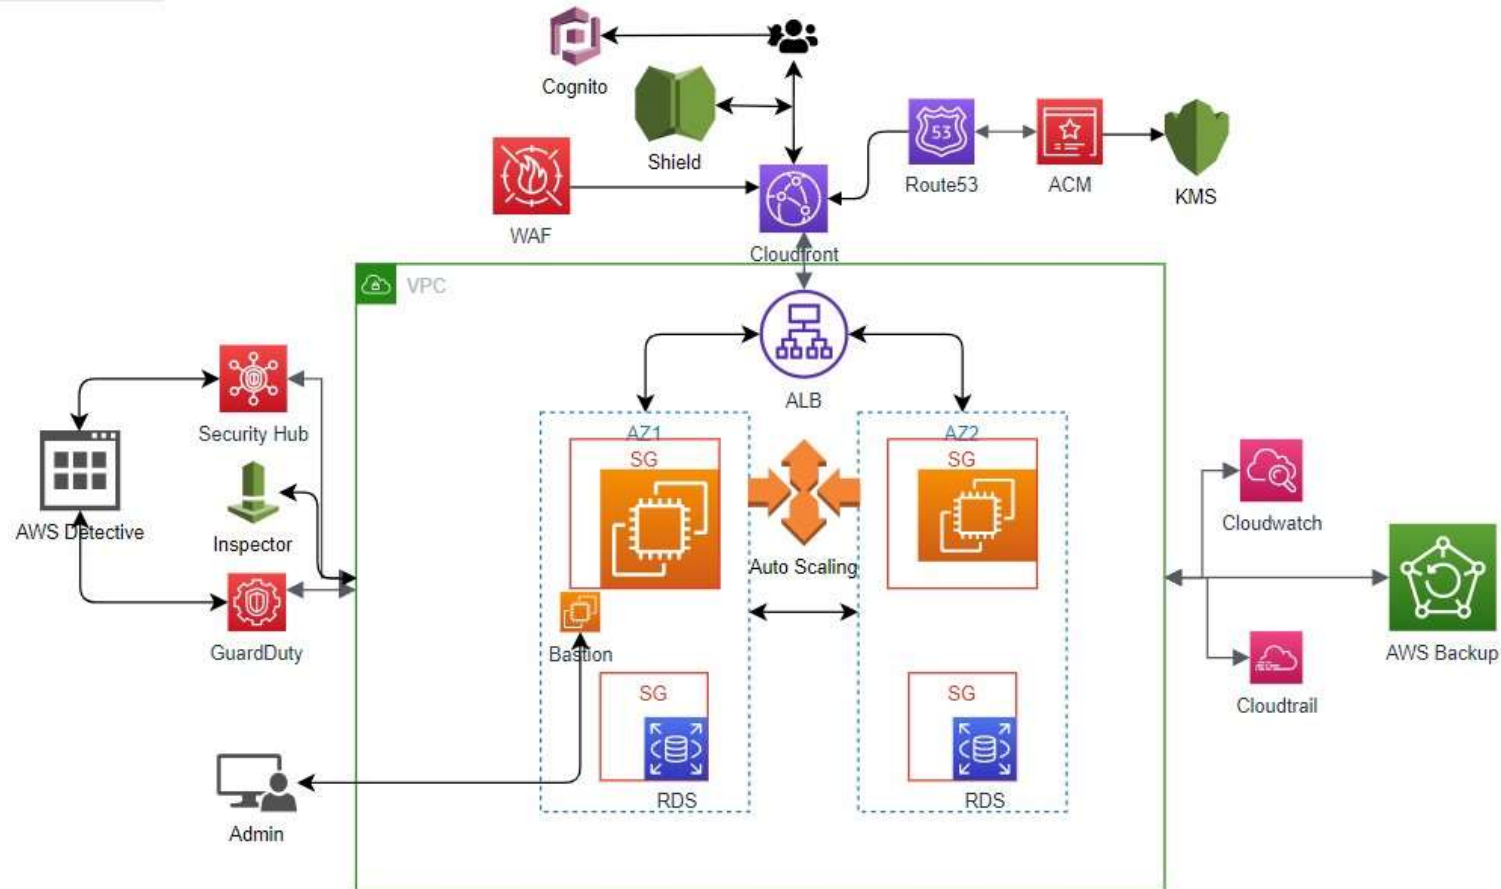 Cognito
Shield
53
Route53
ACM
KMS
WAF
Cloudfront
VPC
ALB
Security Hub
AWS Detective
Inspector
GuardDuty
AZ1
SG
AZ2
SG
Auto Scaling
Bastion
SG
RDS
SG
RDS
Cloudwatch
AWS Backup
Cloudtrail
Admin